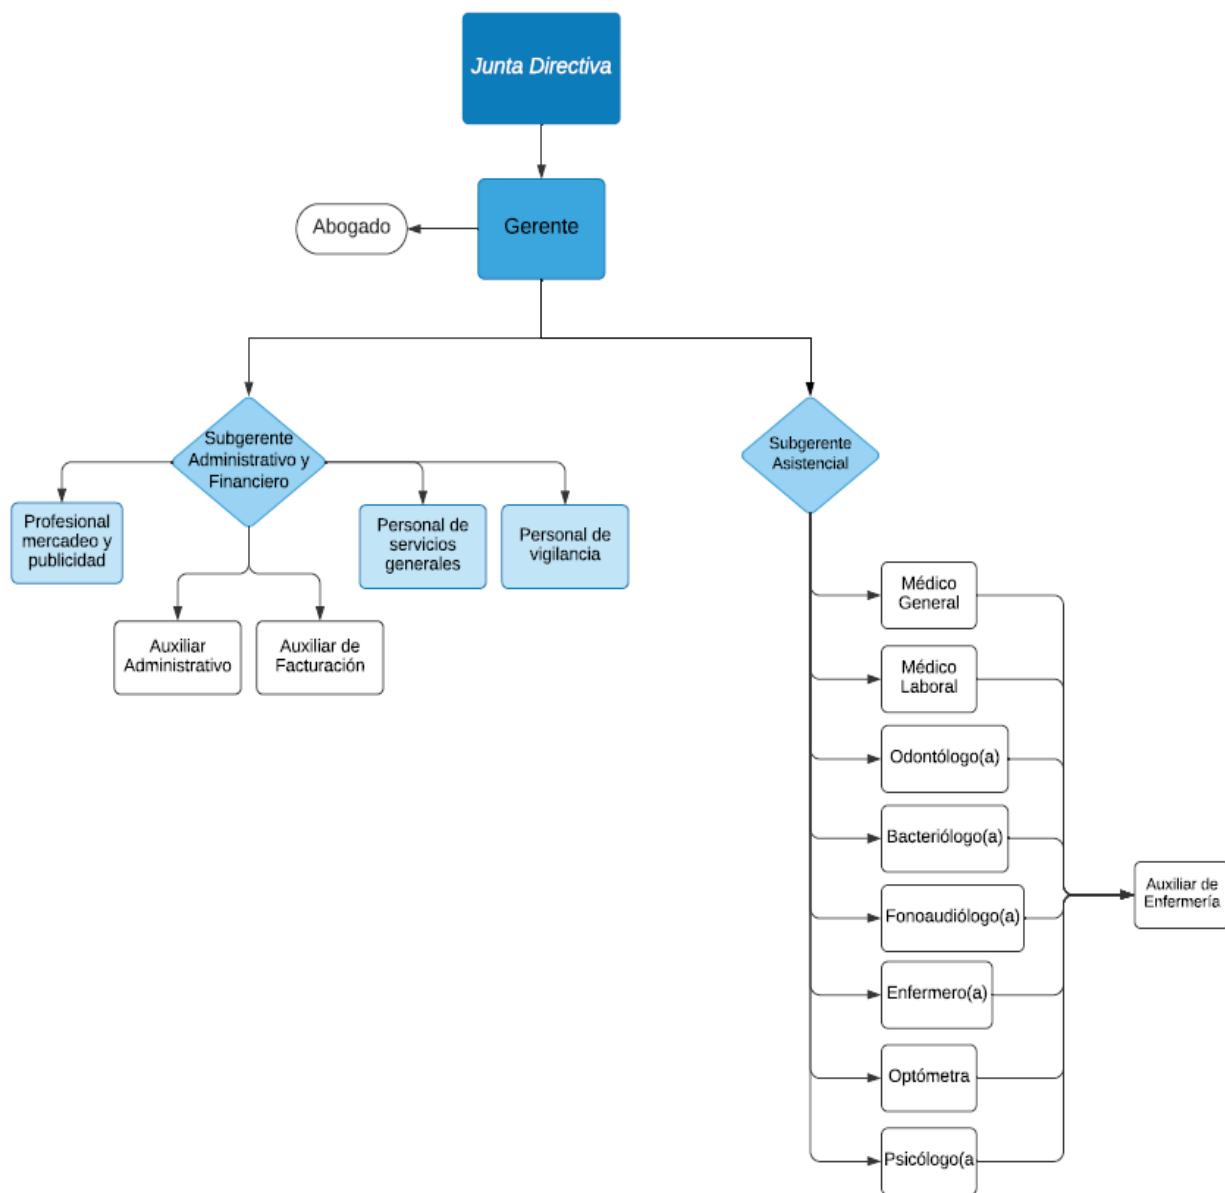 Junta Directiva
Abogado
Gerente
Subgerente
Administrativo y
Financiero
Subgerente
Asistencial
Profesional
mercadeo y
publicidad
Personal de
servicios
generales
Personal de
vigilancia
Auxiliar
Administrativo
Auxiliar de
Facturación
Médico
General
Médico
Laboral
Odontólogo(a)
Bacteriólogo(a)
Fonoaudiólogo(a)
Enfermero(a)
Optómetra
Psicólogo(a
Auxiliar de
Enfermería